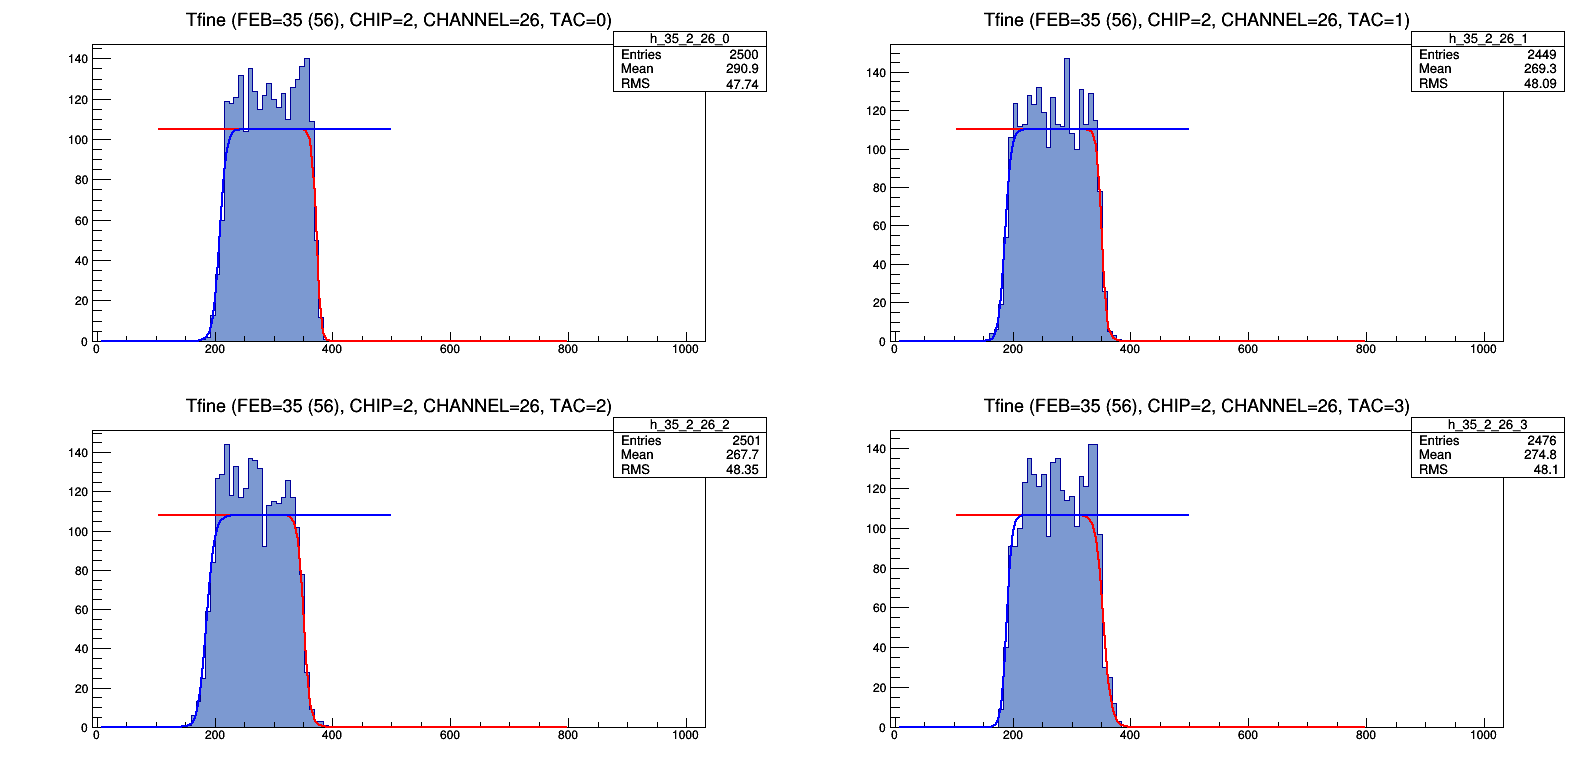 Tfine (FEB=35 (56), CHIP=2, CHANNEL=26, TAC=0)
h_35_2_26_0
Entries 2500
Mean 290.9
RMS 47.74
140
120
100
80
60
40
20
0
0 200 400 600 800 1000
Tfine (FEB=35 (56), CHIP=2, CHANNEL=26, TAC=1)
h_35_2_26_1
Entries 2449
Mean 269.3
RMS 48.09
140
120
100
80
60
40
20
0
0 200 400 600 800 1000
Tfine (FEB=35 (56), CHIP=2, CHANNEL=26, TAC=2)
h_35_2_26_2
Entries 2501
Mean 267.7
RMS 48.35
140
120
100
80
60
40
20
0
0 200 400 600 800 1000
Tfine (FEB=35 (56), CHIP=2, CHANNEL=26, TAC=3)
h_35_2_26_3
Entries 2476
Mean 274.8
RMS 48.1
140
120
100
80
60
40
20
0
0 200 400 600 800 1000